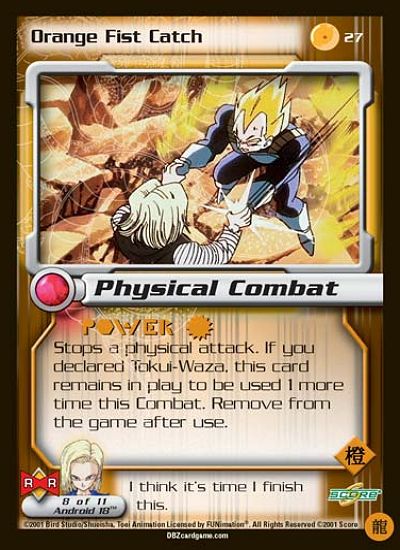 Orange Fist Catch
27
Physical Combat
POWER
Stops a physical attack. If you
declared Tokui-Waza, this card
remains in play to be used 1 more
time this Combat. Remove from
the game after use.
橙
R R
8 of 11
Android 18™
I think it's time I finish
this.
SCORE
龍
©2001 Bird Studio/Shueisha, Toei Animation Licensed by FUNimation®. All Rights Reserved ©2001 Score
DBZcardgame.com